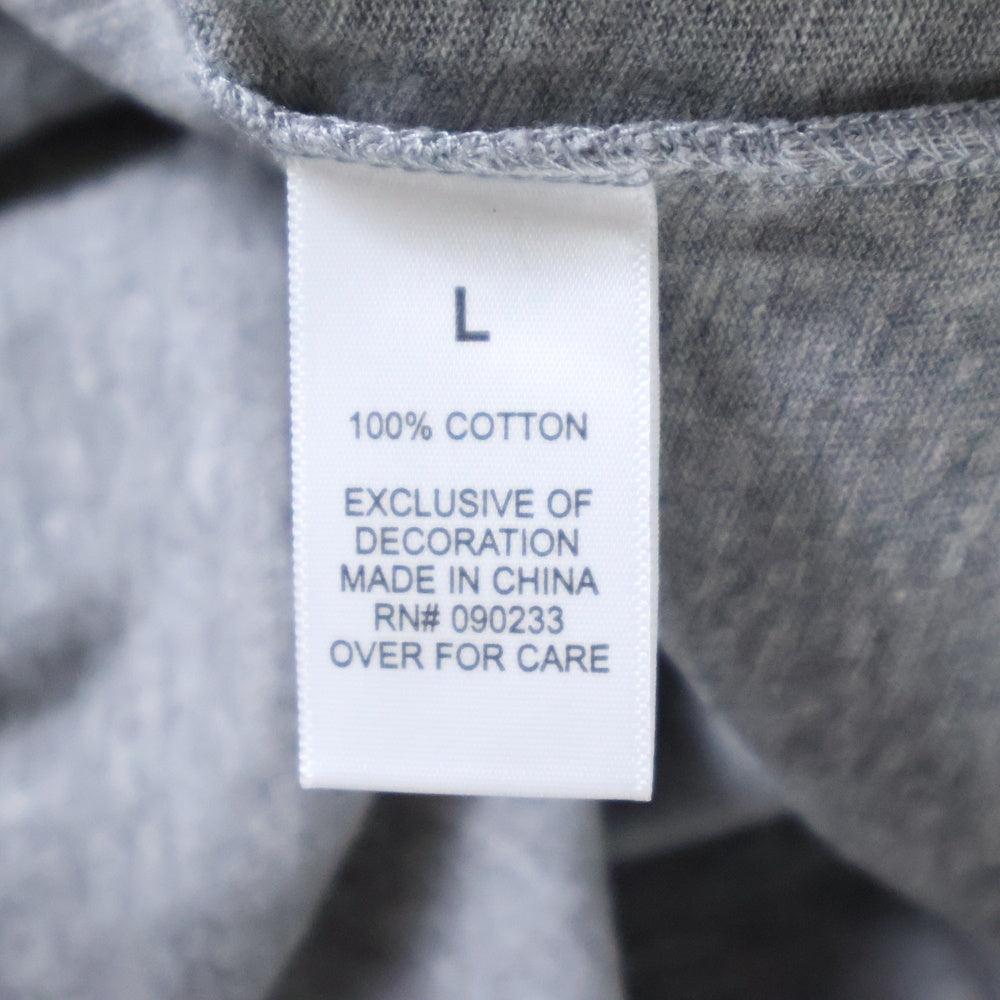 L
100% COTTON
EXCLUSIVE OF
DECORATION
MADE IN CHINA
RN# 090233
OVER FOR CARE